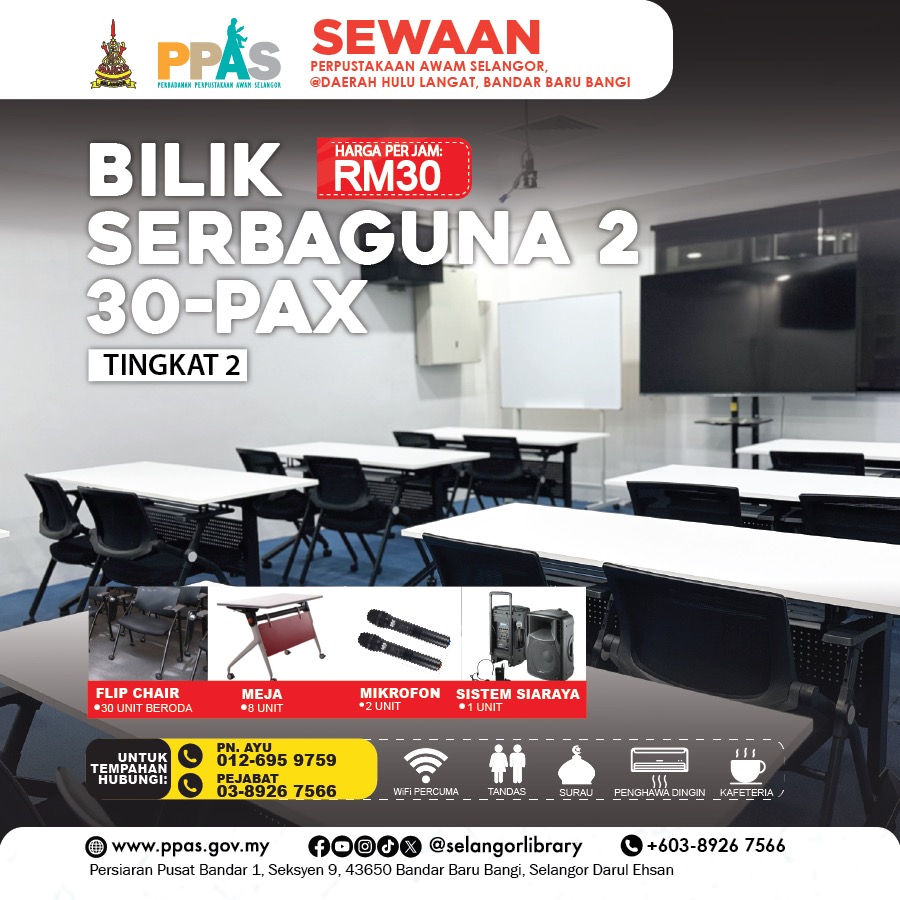 PPAS
PERBADANAN PERPUSTAKAAN AWAM SELANGOR
SEWAAN
PERPUSTAKAAN AWAM SELANGOR,
@DAERAH HULU LANGAT, BANDAR BARU BANGI
BILIK
HARGA PER JAM:
RM30
SERBAGUNA 2
30-PAX
TINGKAT 2
FLIP CHAIR
•30 UNIT BERODA
MEJA
•8 UNIT
MIKROFON
•2 UNIT
SISTEM SIARAYA
•1 UNIT
UNTUK
TEMPAHAN
HUBUNGI:
PN. AYU
012-695 9759
PEJABAT
03-8926 7566
WiFi PERCUMA
TANDAS
SURAU
PENGHAWA DINGIN
KAFETERIA
www.ppas.gov.my
@selangorlibrary
+603-8926 7566
Persiaran Pusat Bandar 1, Seksyen 9, 43650 Bandar Baru Bangi, Selangor Darul Ehsan